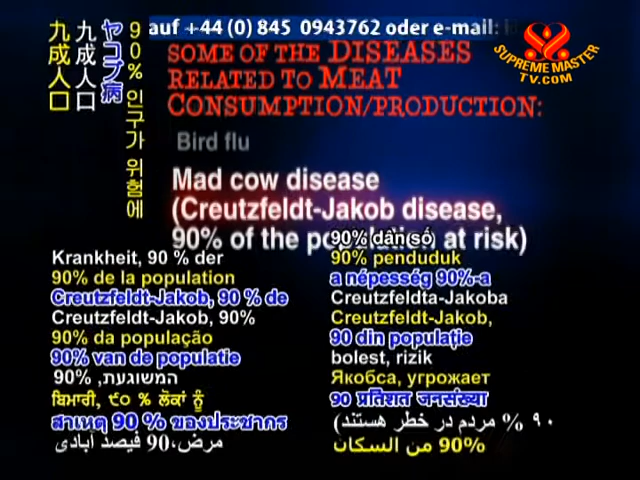 auf +44 (0) 845 0943762 oder e-mail:
SUPREME MASTER
TV.COM
九成人口
九成人口
ヤコブ病
90% 인구가 위험에
SOME OF THE DISEASES
RELATED TO MEAT
CONSUMPTION/PRODUCTION:
Bird flu
Mad cow disease
(Creutzfeldt-Jakob disease,
90% of the population at risk)
Krankheit, 90 % der
90% de la population
Creutzfeldt-Jakob, 90 % de
Creutzfeldt-Jakob, 90%
90% da população
90% van de populatie
המשוגעת, 90%
ਬਿਮਾਰੀ, ੯੦ % ਲੋਕਾਂ ਨੂੰ
สาเหตุ 90 % ของประชากร
مرض،90 فیصد آبادی
90% dân số
90% penduduk
a népesség 90%-a
Creutzfeldta-Jakoba
Creutzfeldt-Jakob,
90 din populaţie
bolest, rizik
Якобса, угрожает
90 प्रतिशत जनसंख्या
۹۰ % مردم در خطر هستند)
90% من السكان